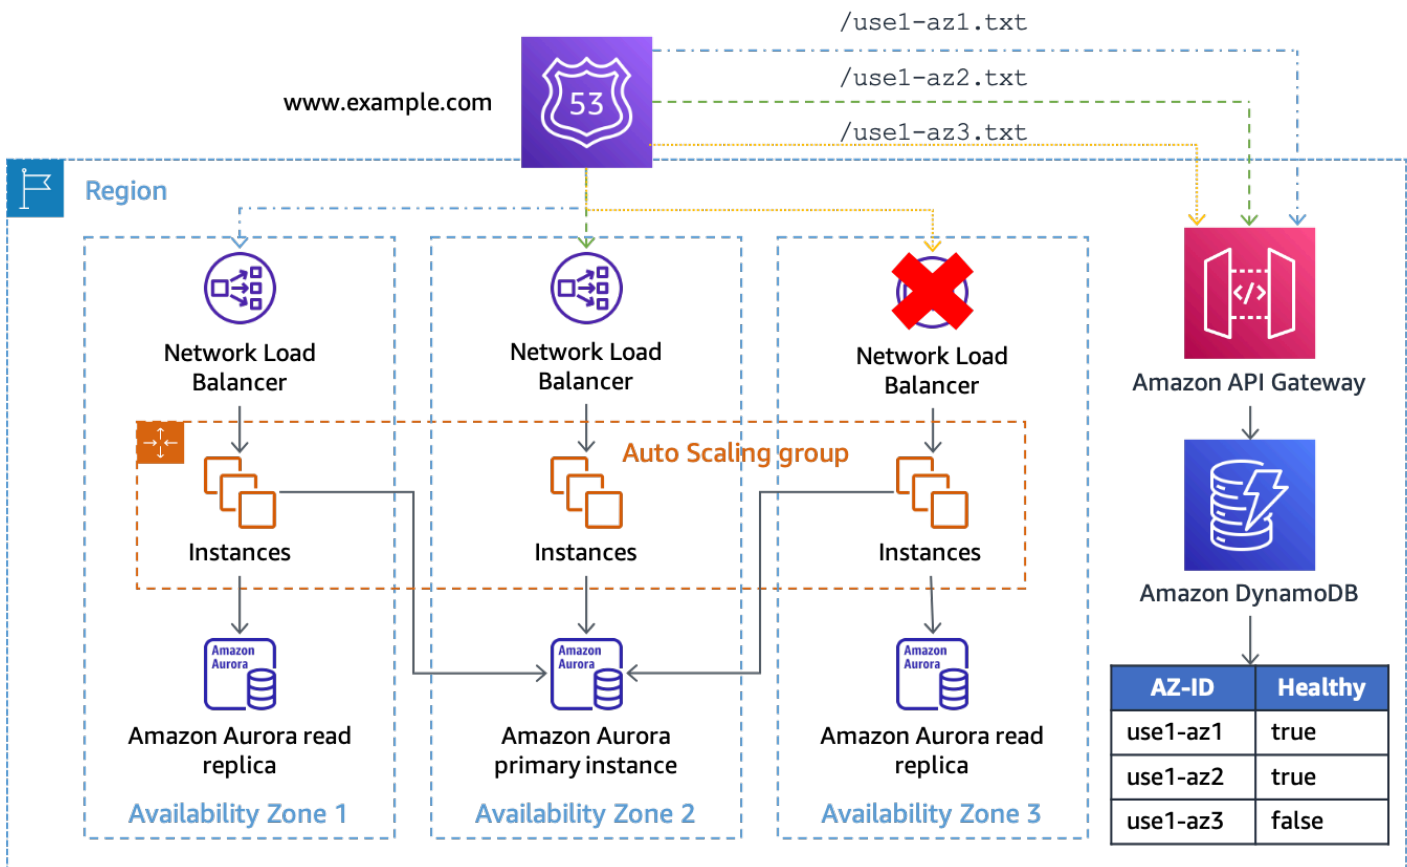 /use1-az1.txt
/use1-az2.txt
/use1-az3.txt
www.example.com
53
Region
Network Load
Balancer
Network Load
Balancer
Network Load
Balancer
Auto Scaling group
Instances
Instances
Instances
Amazon
Aurora
Amazon
Aurora
Amazon
Aurora
Amazon Aurora read
replica
Amazon Aurora
primary instance
Amazon Aurora read
replica
Availability Zone 1
Availability Zone 2
Availability Zone 3
</>
Amazon API Gateway
Amazon DynamoDB
AZ-ID Healthy
use1-az1 true
use1-az2 true
use1-az3 false